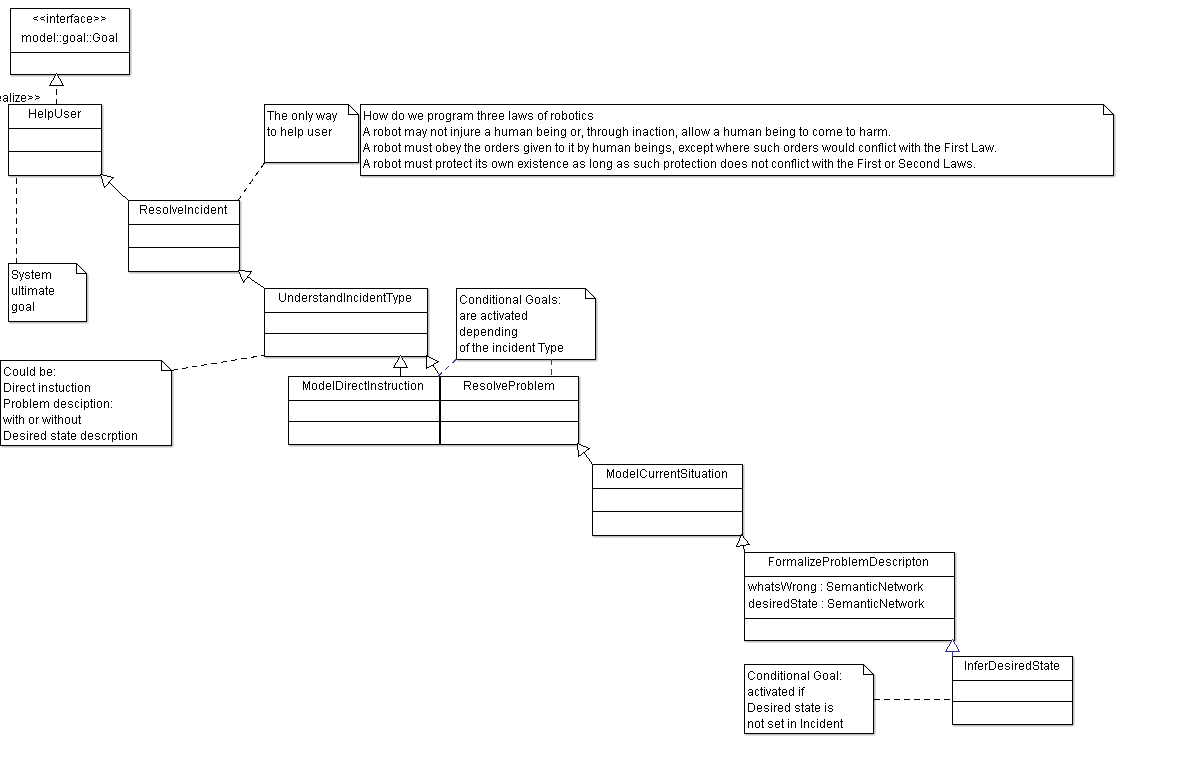 <<interface>>
model::goal::Goal
ealize>>
HelpUser
The only way
to help user
How do we program three laws of robotics
A robot may not injure a human being or, through inaction, allow a human being to come to harm.
A robot must obey the orders given to it by human beings, except where such orders would conflict with the First Law.
A robot must protect its own existence as long as such protection does not conflict with the First or Second Laws.
ResolveIncident
System
ultimate
goal
UnderstandIncidentType
Conditional Goals:
are activated
depending
of the incident Type
Could be:
Direct instuction
Problem desciption:
with or without
Desired state descrption
ModelDirectInstruction
ResolveProblem
ModelCurrentSituation
FormalizeProblemDescripton
whatsWrong : SemanticNetwork
desiredState : SemanticNetwork
InferDesiredState
Conditional Goal:
activated if
Desired state is
not set in Incident